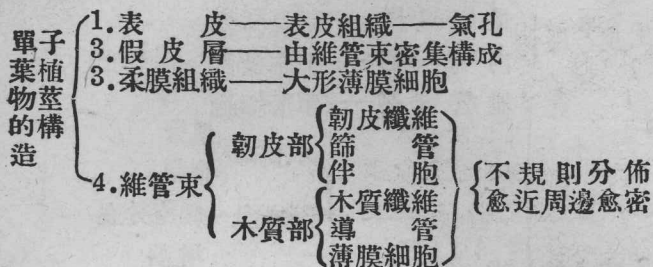 單子葉植物莖的構造
1.表皮——表皮組織——氣孔
3.假皮層——由維管束密集構成
3.柔膜組織——大形薄膜細胞
4.維管束
韌皮部
韌皮纖維
篩管
伴胞
木質部
木質纖維
導管
薄膜細胞
不規則分佈
愈近周邊愈密